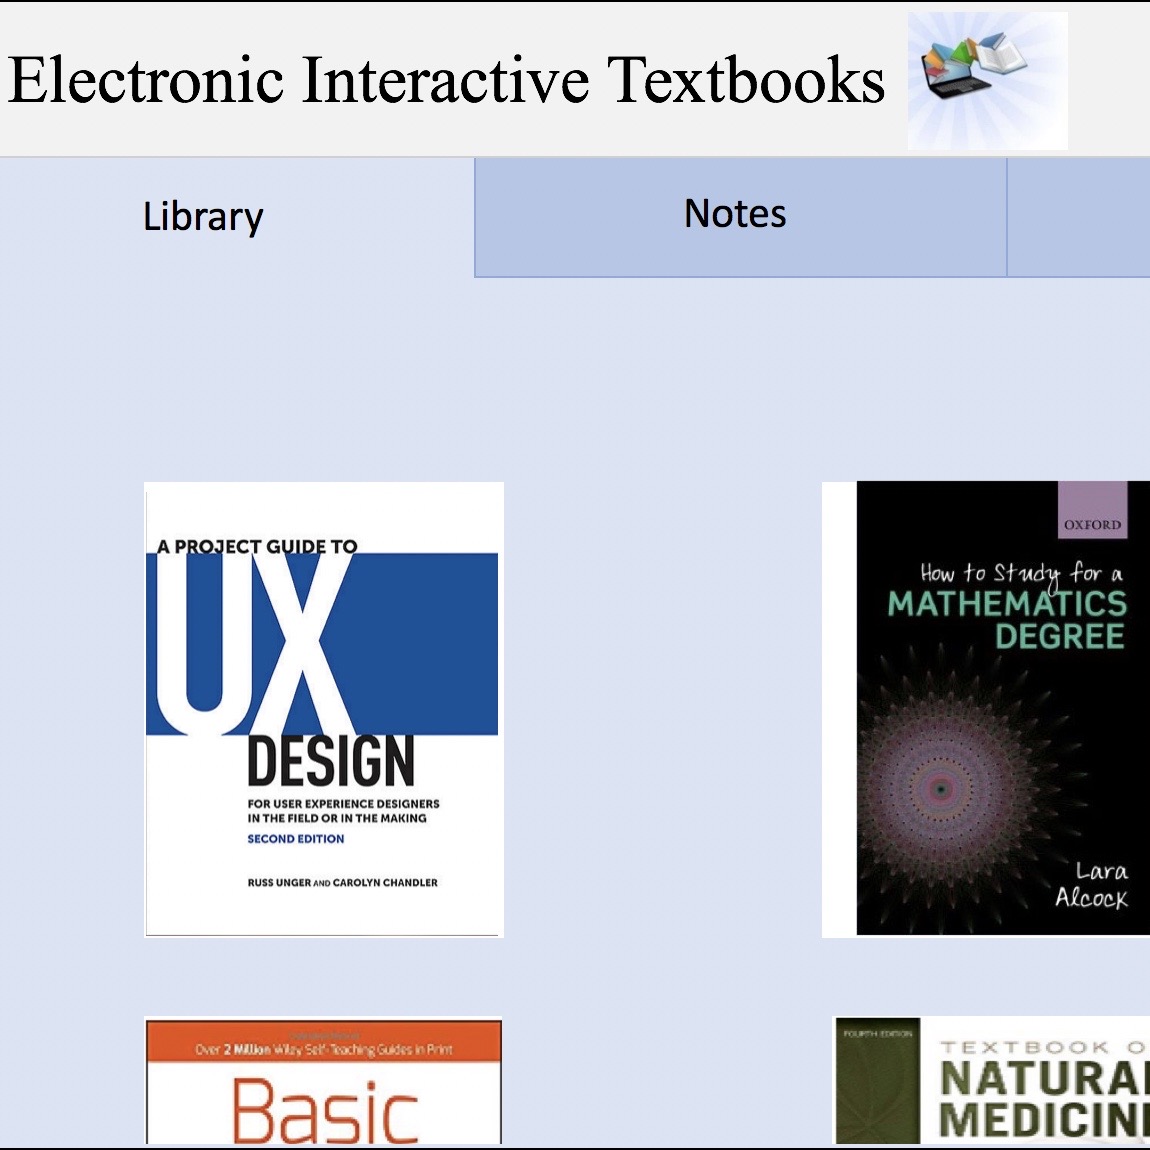 Electronic Interactive Textbooks
Library
Notes
A PROJECT GUIDE TO
UX
DESIGN
FOR USER EXPERIENCE DESIGNERS
IN THE FIELD OR IN THE MAKING
SECOND EDITION
RUSS UNGER AND CAROLYN CHANDLER
OXFORD
How to Study for a
MATHEMATICS
DEGREE
Lara
Alcock
Over 2 Million Wiley Self-Teaching Guides in Print
Basic
FOURTH EDITION
TEXTBOOK O
NATURA
MEDICIN